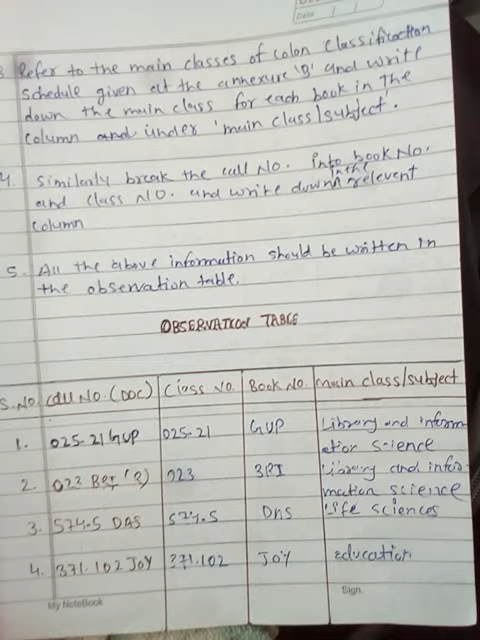 Date
3 Refer to the main classes of colon classification
schedule given at the annexure 'B' and write
down the main class for each book in the
column and under 'main class/subject'.
4. Similarly break the call No. into book No.
and class No. and write down in the relevent
column
5. All the above information should be written in
the observation table.
OBSERVATION TABLE
S.No. Call No. (DDC) Class No. Book No. main class/subject
1. 025.21 GUP 025.21 GUP Library and inform
ation science
2. 023 023 Library and infor
mation science
3. 574.5 DAS 574.5 DAS life sciences
4. 371.102 JOY 371.102 JOY education
My NoteBook
Sign.